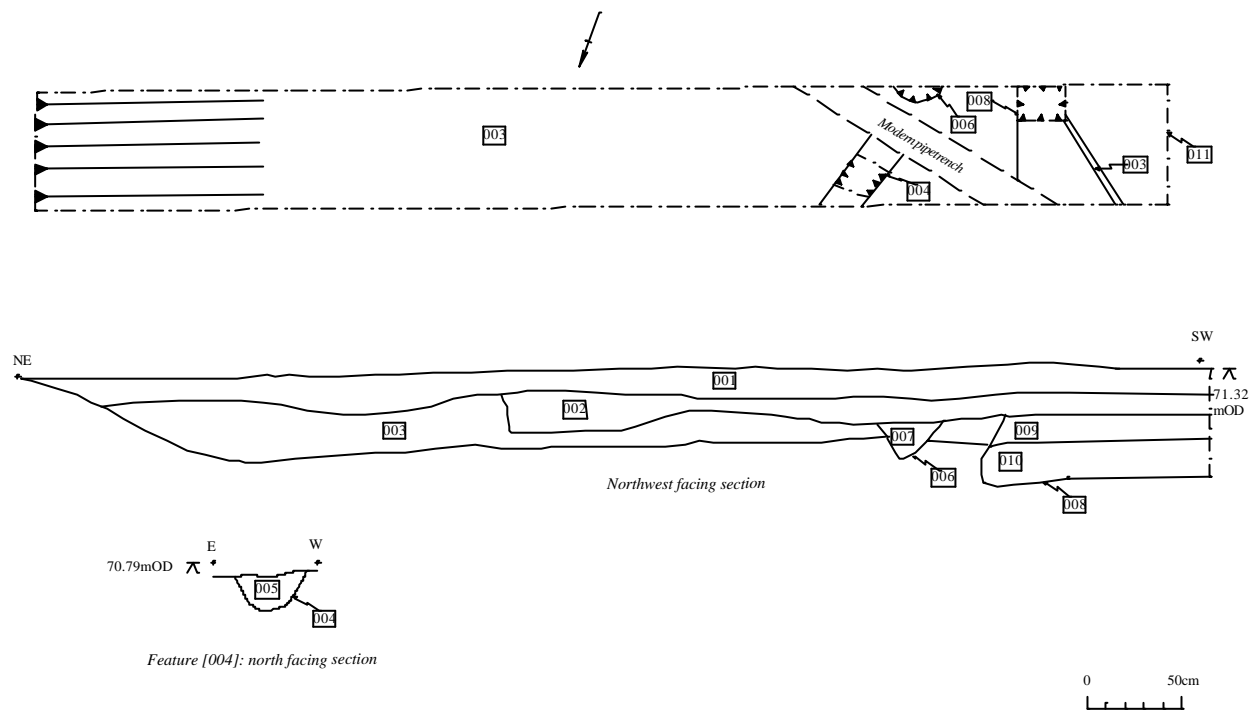 003
008
006
Modern pipetrench
004
003
011
NE
SW
001
71.32
mOD
002
003
007
009
010
006
008
Northwest facing section
E
W
70.79mOD
005
004
Feature [004]: north facing section
0
50cm